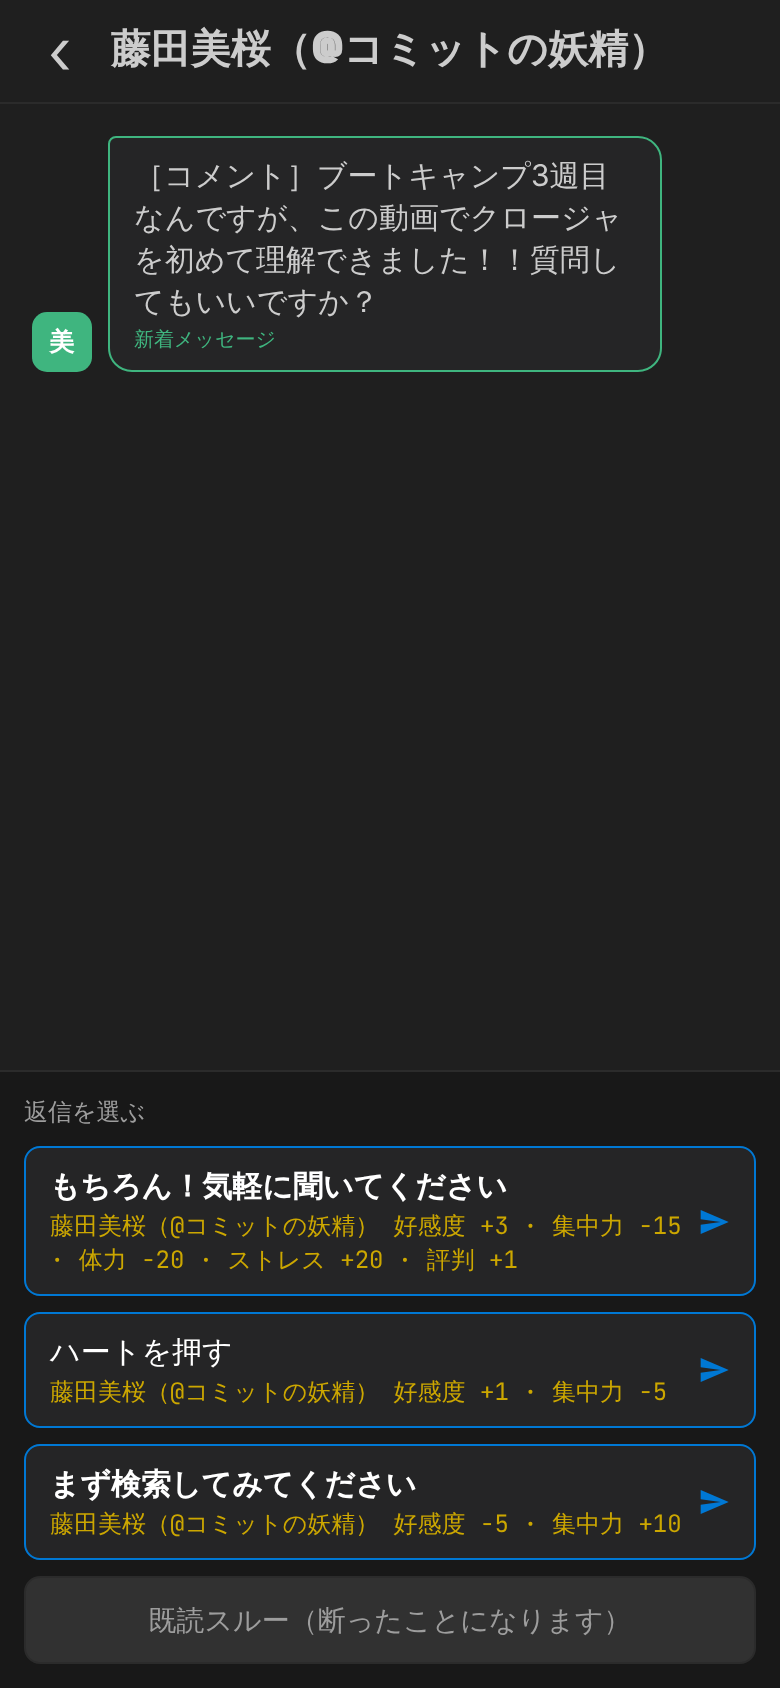 藤田美桜（@コミットの妖精）
［コメント］ブートキャンプ3週目
なんですが、この動画でクロージャ
を初めて理解できました！！質問し
てもいいですか？
新着メッセージ
美
返信を選ぶ
もちろん！気軽に聞いてください
藤田美桜（@コミットの妖精） 好感度 +3 ・ 集中力 -15
・ 体力 -20 ・ ストレス +20 ・ 評判 +1
ハートを押す
藤田美桜（@コミットの妖精） 好感度 +1 ・ 集中力 -5
まず検索してみてください
藤田美桜（@コミットの妖精） 好感度 -5 ・ 集中力 +10
既読スルー（断ったことになります）